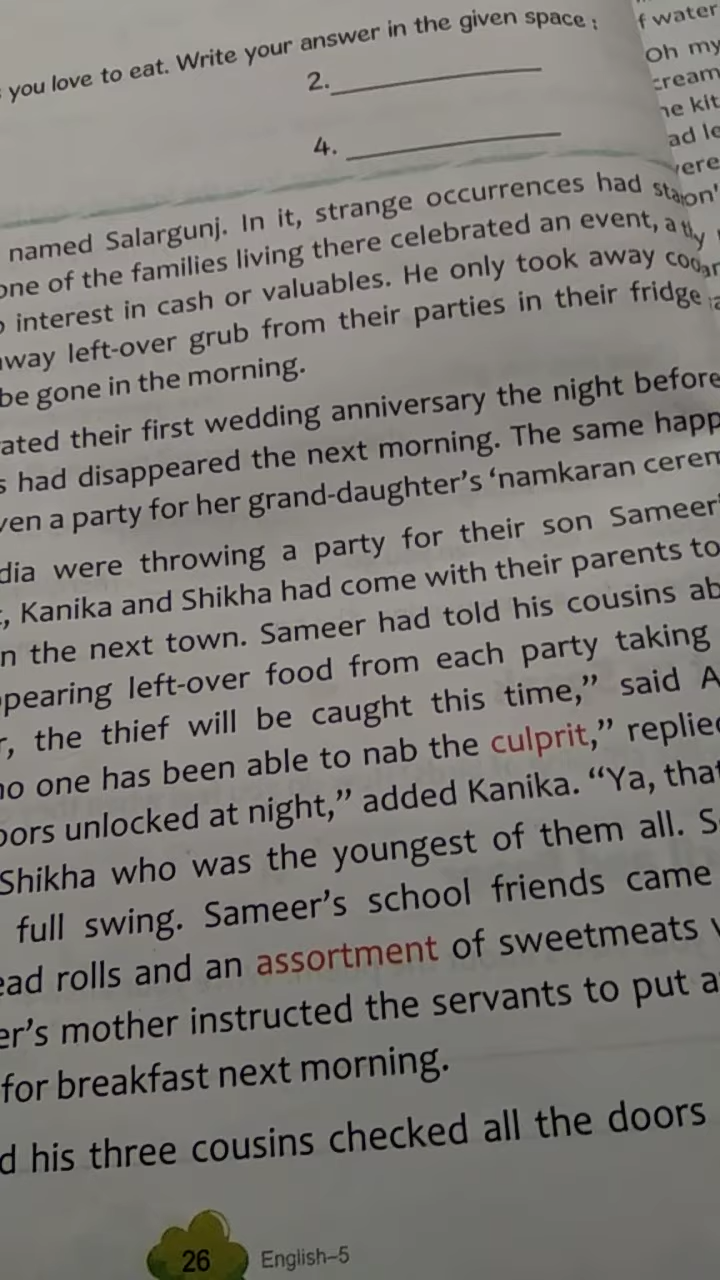 you love to eat. Write your answer in the given space :
2.
4.
named Salargunj. In it, strange occurrences had
one of the families living there celebrated an event, a
interest in cash or valuables. He only took away
away left-over grub from their parties in their fridge
be gone in the morning.
ated their first wedding anniversary the night before
s had disappeared the next morning. The same happ
ven a party for her grand-daughter's 'namkaran cerem
dia were throwing a party for their son Sameer'
, Kanika and Shikha had come with their parents to
n the next town. Sameer had told his cousins ab
ppearing left-over food from each party taking
r, the thief will be caught this time," said A
no one has been able to nab the culprit," replied
oors unlocked at night," added Kanika. "Ya, that
Shikha who was the youngest of them all. S
full swing. Sameer's school friends came
ead rolls and an assortment of sweetmeats
er's mother instructed the servants to put a
for breakfast next morning.
d his three cousins checked all the doors
26 English–5
f water
Oh my
cream
he kit
ad le
were
on'